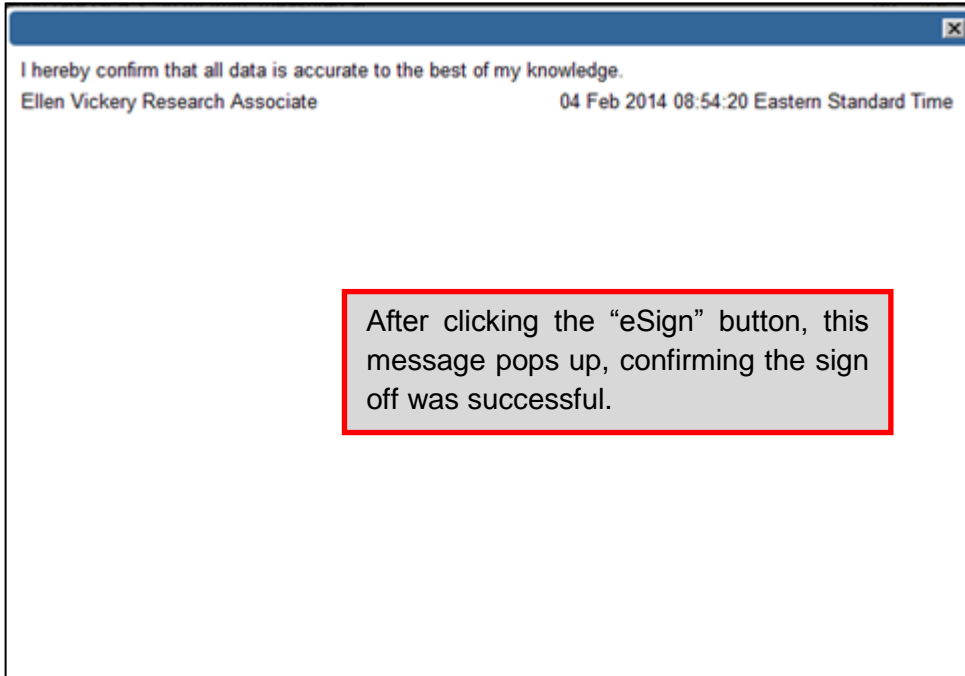 I hereby confirm that all data is accurate to the best of my knowledge.
Ellen Vickery Research Associate 04 Feb 2014 08:54:20 Eastern Standard Time
After clicking the “eSign” button, this
message pops up, confirming the sign
off was successful.